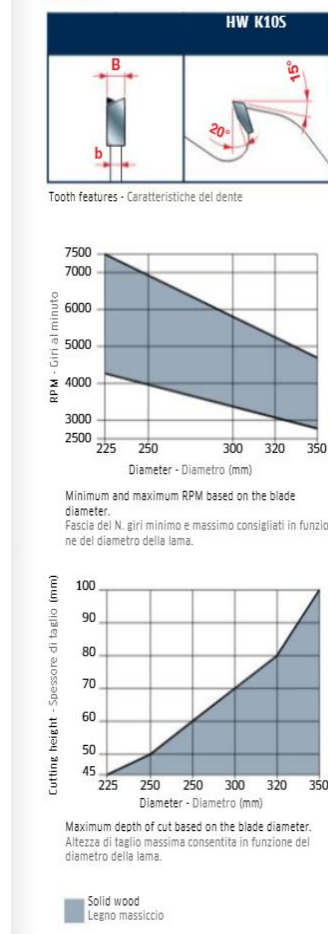 HW K10S
B
b
20°
15°
Tooth features - Caratteristiche del dente
RPM - Giri al minuto
7500
7000
6000
5000
4000
3000
2500
225 250 300 320 350
Diameter - Diametro (mm)
Minimum and maximum RPM based on the blade
diameter.
Fascia del N. giri minimo e massimo consigliati in funzio
ne del diametro della lama.
Cutting height - Spessore di taglio (mm)
100
90
80
70
60
50
45
225 250 250 300 320 350
Diameter - Diametro (mm)
Maximum depth of cut based on the blade diameter.
Altezza di taglio massima consentita in funzione del
diametro della lama.
Solid wood
Legno massiccio